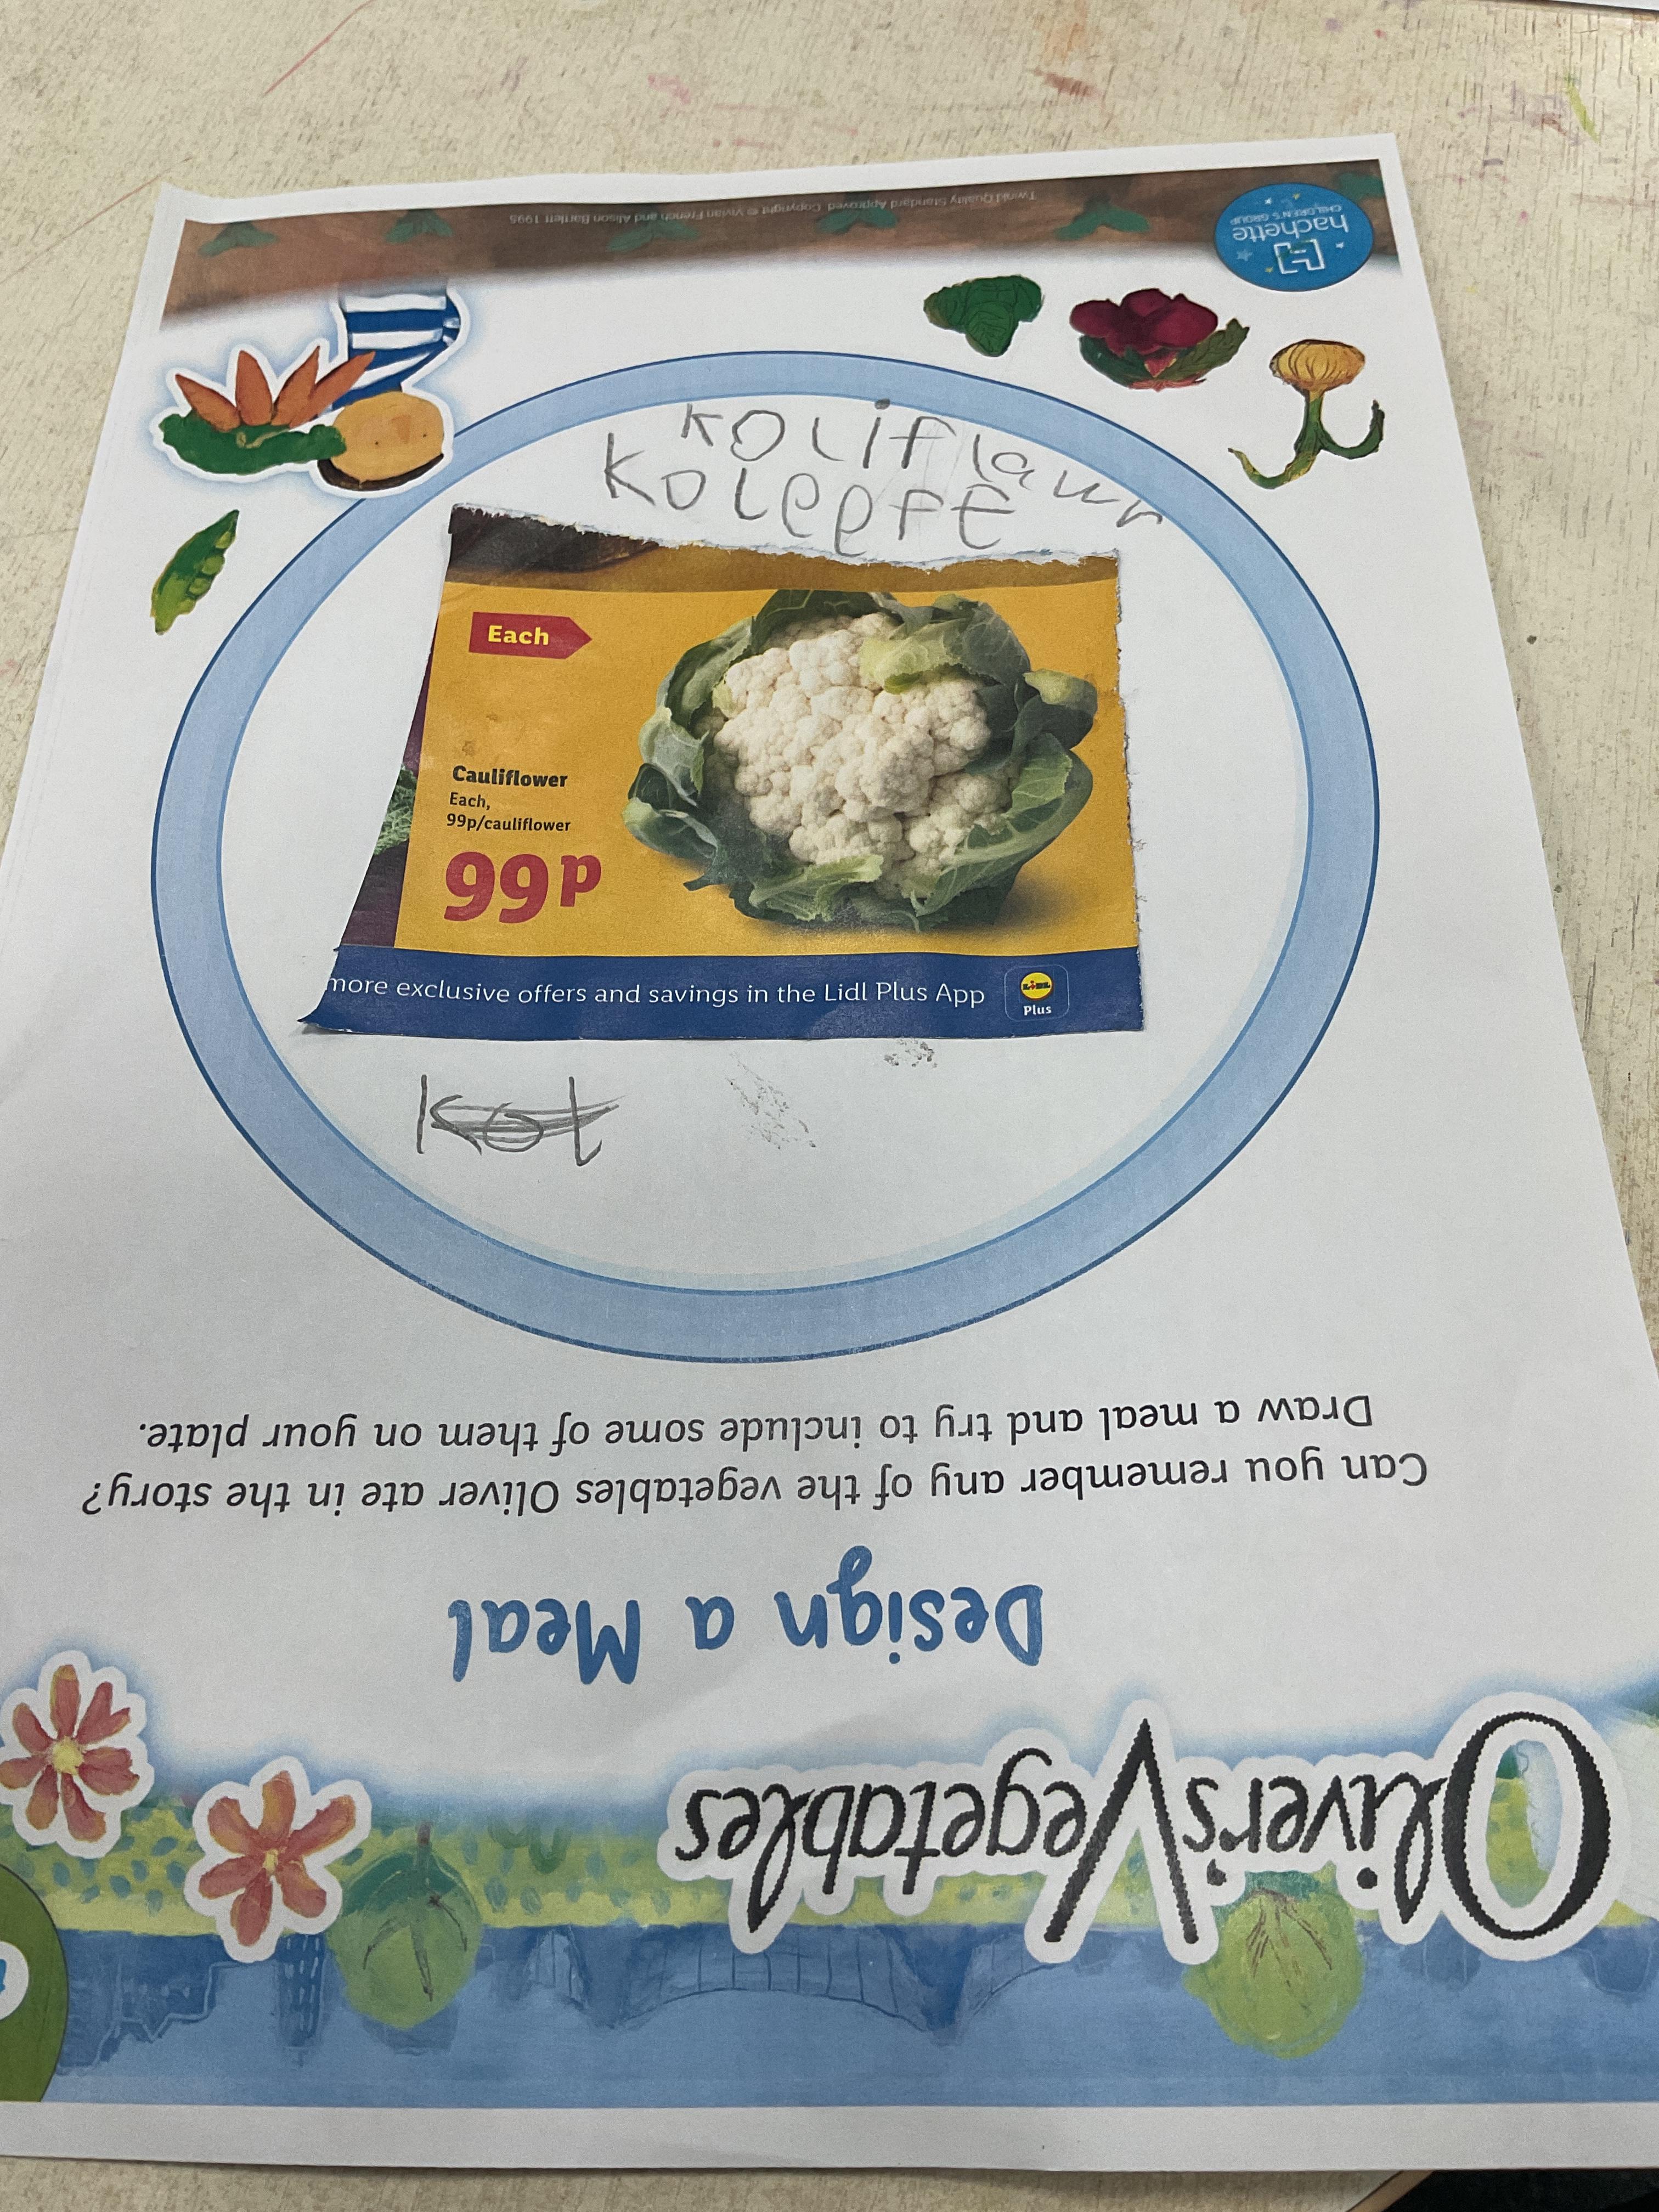 koliflawr
koleefE
Each
Cauliflower
Each,
99p/cauliflower
99p
more exclusive offers and savings in the Lidl Plus App
LiDL
Plus
kot
Oliver's Vegetables
Design a Meal
Can you remember any of the vegetables Oliver ate in the story?
Draw a meal and try to include some of them on your plate.
hachette
CHILDREN'S GROUP
Twinkl Quality Standard Approved Copyright © Vivian French and Alison Bartlett 1995